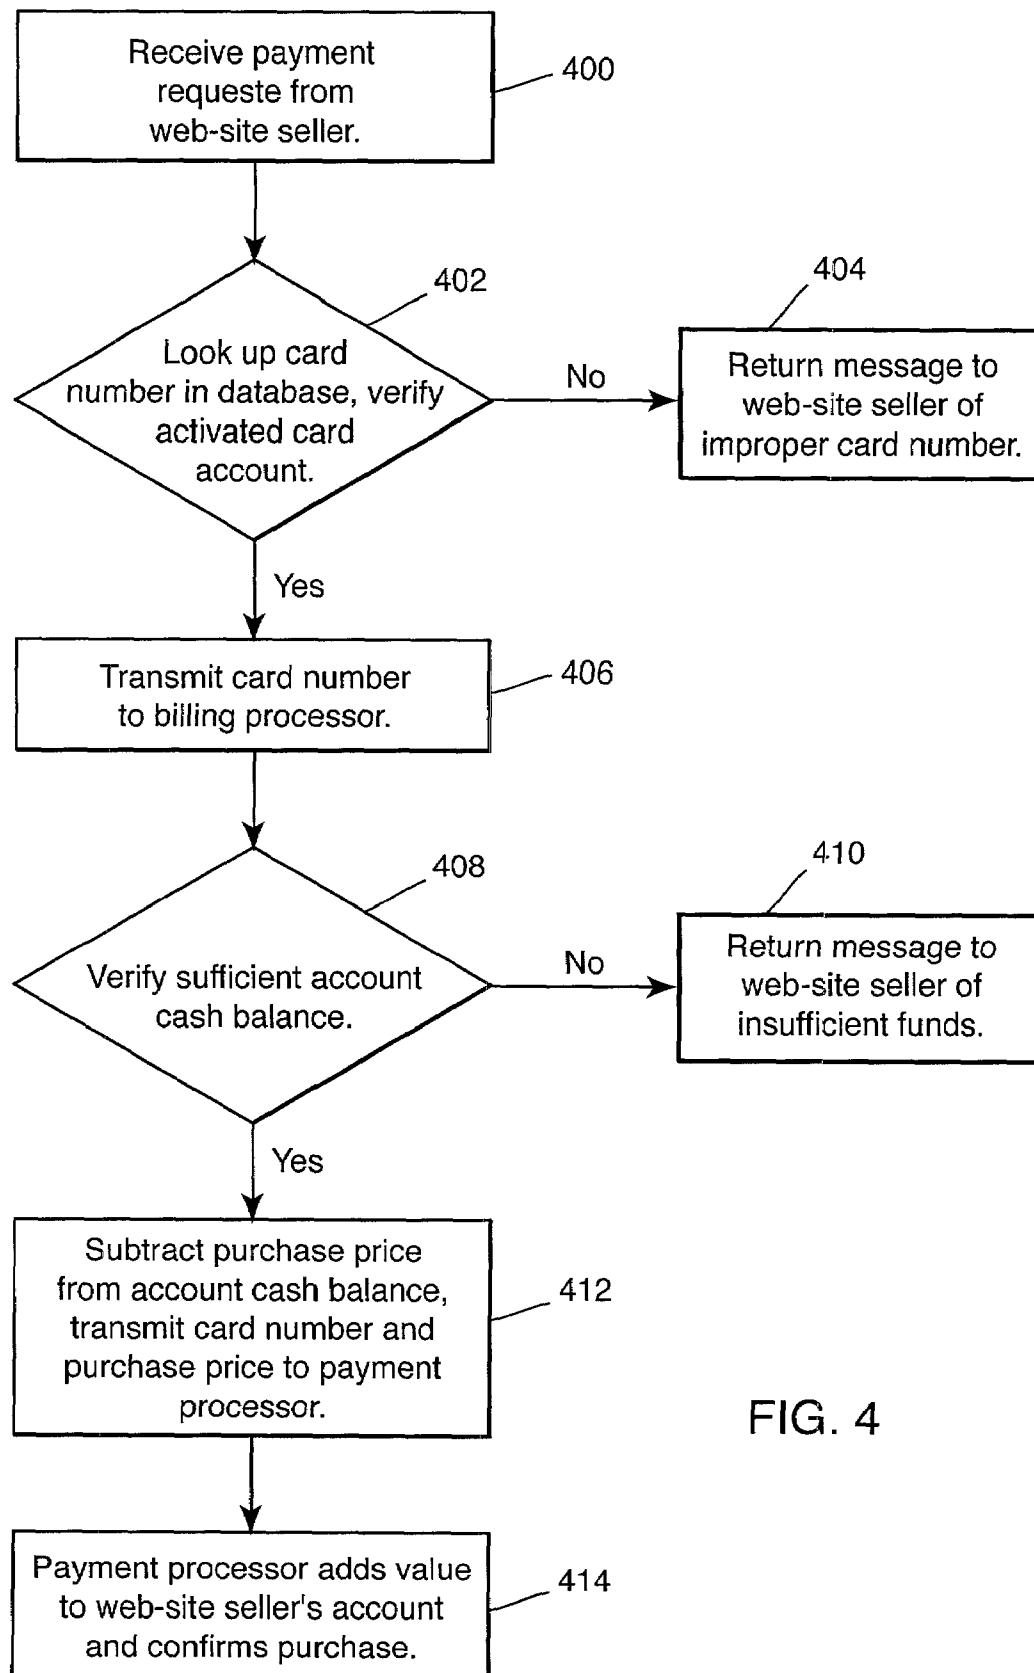 Receive payment
requeste from
web-site seller.
400
402
Look up card
number in database, verify
activated card
account.
No
404
Return message to
web-site seller of
improper card number.
Yes
Transmit card number
to billing processor.
406
408
Verify sufficient account
cash balance.
No
410
Return message to
web-site seller of
insufficient funds.
Yes
Subtract purchase price
from account cash balance,
transmit card number and
purchase price to payment
processor.
412
FIG. 4
Payment processor adds value
to web-site seller's account
and confirms purchase.
414